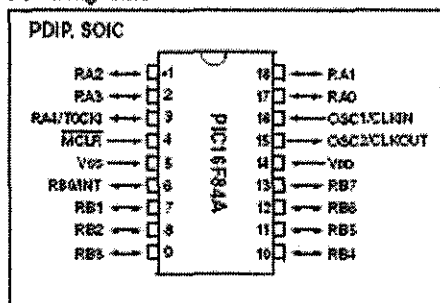 PDIP, SOIC
RA2 1 18 RA1
RA3 2 17 RA0
RA4/T0CKI 3 16 OSC1/CLKIN
MCLR 4 15 OSC2/CLKOUT
VSS 5 14 VDD
RB0/INT 6 13 RB7
RB1 7 12 RB6
RB2 8 11 RB5
RB3 9 10 RB4
PIC16F84A